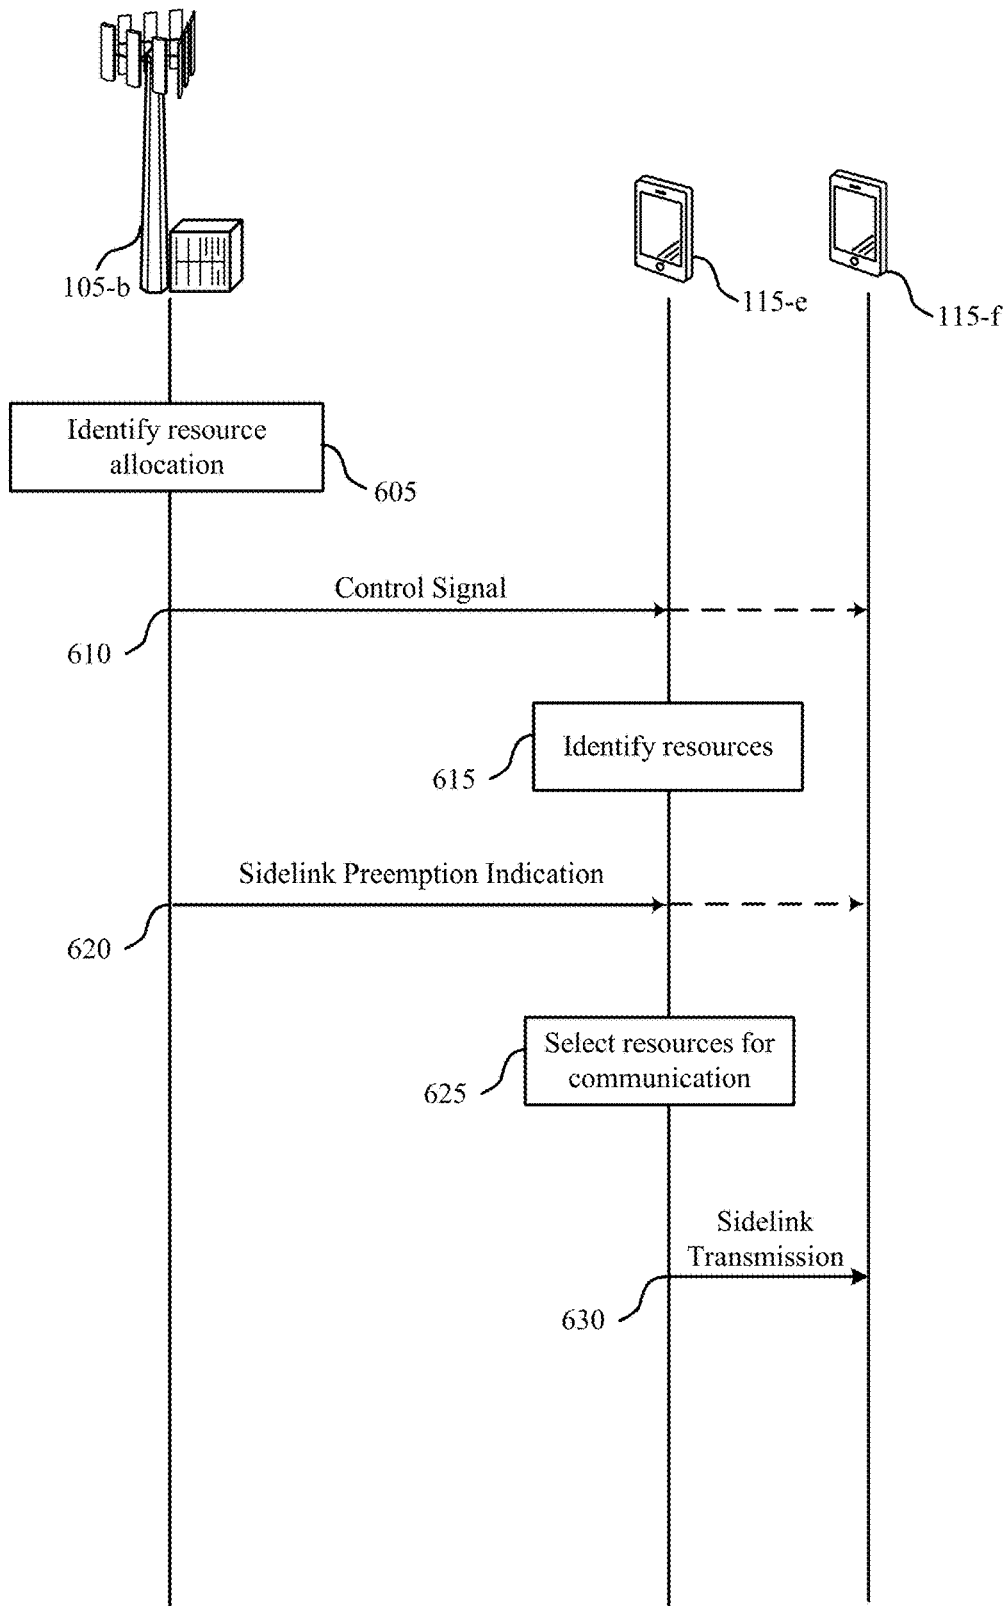 105-b
115-e
115-f
Identify resource
allocation
605
Control Signal
610
Identify resources
615
Sidelink Preemption Indication
620
Select resources for
communication
625
Sidelink
Transmission
630